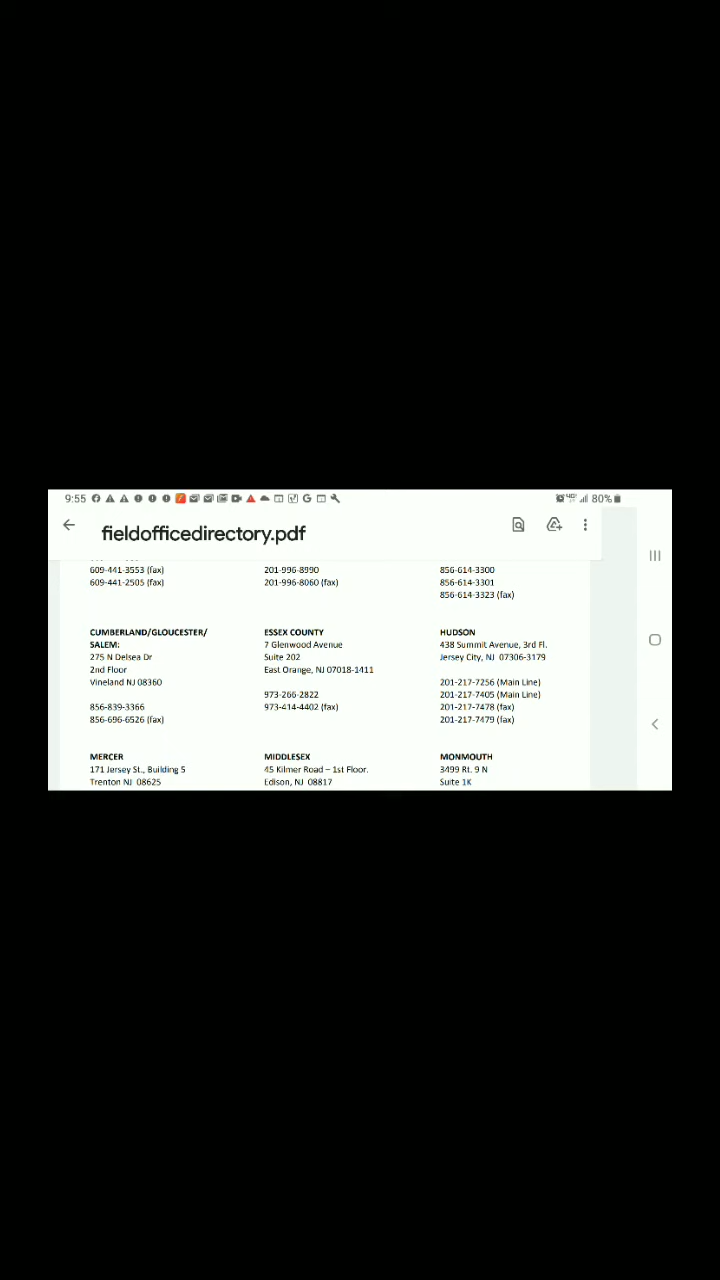 9:55 80%
fieldofficedirectory.pdf
609-441-3553 (fax)
609-441-2505 (fax)
201-996-8990
201-996-8060 (fax)
856-614-3300
856-614-3301
856-614-3323 (fax)
CUMBERLAND/GLOUCESTER/
SALEM:
275 N Delsea Dr
2nd Floor
Vineland NJ 08360
856-839-3366
856-696-6526 (fax)
ESSEX COUNTY
7 Glenwood Avenue
Suite 202
East Orange, NJ 07018-1411
973-266-2822
973-414-4402 (fax)
HUDSON
438 Summit Avenue, 3rd Fl.
Jersey City, NJ 07306-3179
201-217-7256 (Main Line)
201-217-7405 (Main Line)
201-217-7478 (fax)
201-217-7479 (fax)
MERCER
171 Jersey St., Building 5
Trenton NJ 08625
MIDDLESEX
45 Kilmer Road – 1st Floor.
Edison, NJ 08817
MONMOUTH
3499 Rt. 9 N
Suite 1K